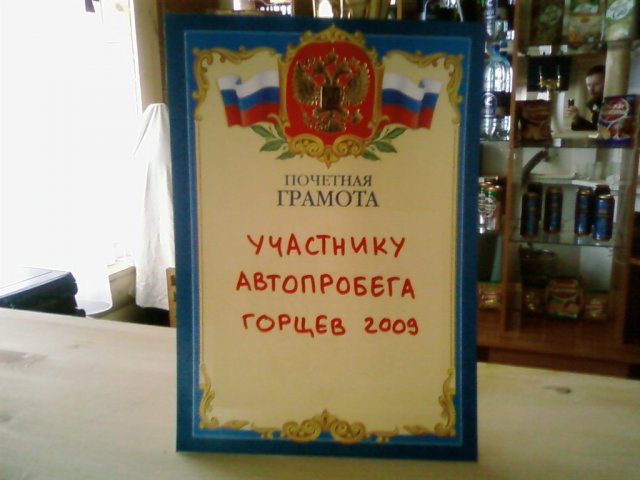 ПОЧЕТНАЯ
ГРАМОТА
УЧАСТНИКУ
АВТОПРОБЕГА
ГОРЦЕВ 2009